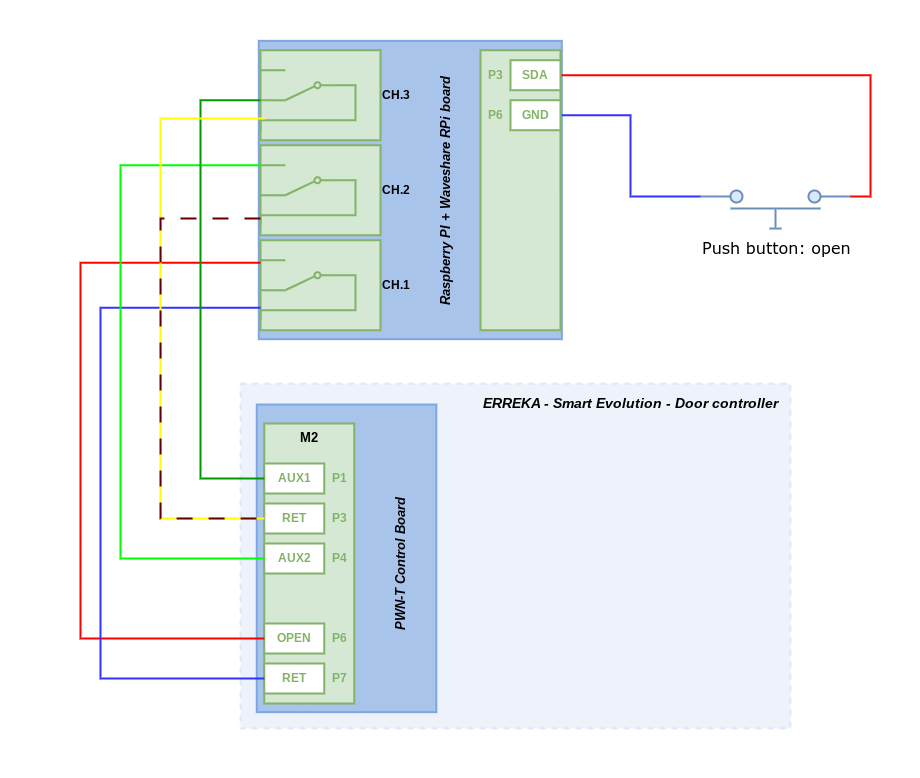 CH.3
CH.2
CH.1
Raspberry PI + Waveshare RPi board
P3 SDA
P6 GND
Push button: open
ERREKA - Smart Evolution - Door controller
M2
AUX1 P1
RET P3
AUX2 P4
OPEN P6
RET P7
PWN-T Control Board